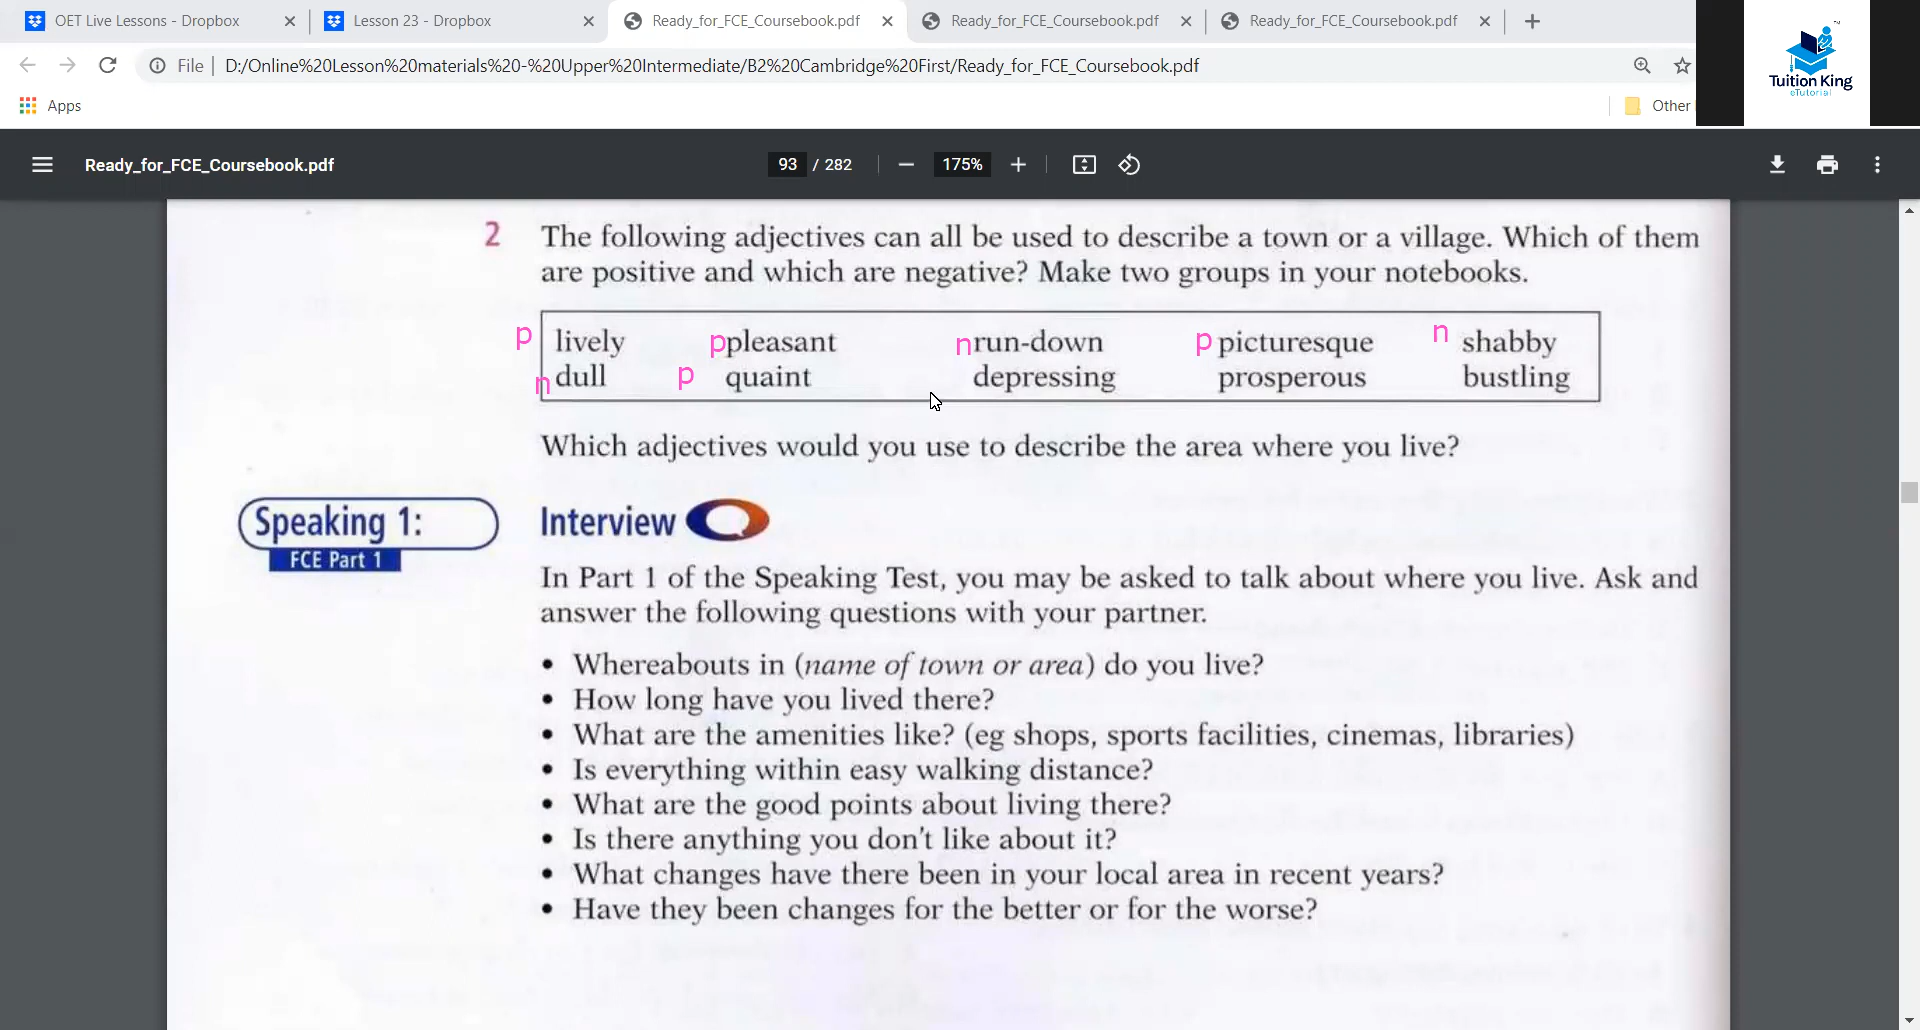 OET Live Lessons - Dropbox Lesson 23 - Dropbox Ready_for_FCE_Coursebook.pdf Ready_for_FCE_Coursebook.pdf Ready_for_FCE_Coursebook.pdf
File D:/Online%20Lesson%20materials%20-%20Upper%20Intermediate/B2%20Cambridge%20First/Ready_for_FCE_Coursebook.pdf
Apps Other
Tuition King
eTutorial
Ready_for_FCE_Coursebook.pdf 93 / 282 175%
2 The following adjectives can all be used to describe a town or a village. Which of them
are positive and which are negative? Make two groups in your notebooks.
p lively p pleasant n run-down p picturesque n shabby
n dull p quaint depressing prosperous bustling
Which adjectives would you use to describe the area where you live?
Speaking 1: Interview
FCE Part 1
In Part 1 of the Speaking Test, you may be asked to talk about where you live. Ask and
answer the following questions with your partner.
• Whereabouts in (name of town or area) do you live?
• How long have you lived there?
• What are the amenities like? (eg shops, sports facilities, cinemas, libraries)
• Is everything within easy walking distance?
• What are the good points about living there?
• Is there anything you don't like about it?
• What changes have there been in your local area in recent years?
• Have they been changes for the better or for the worse?